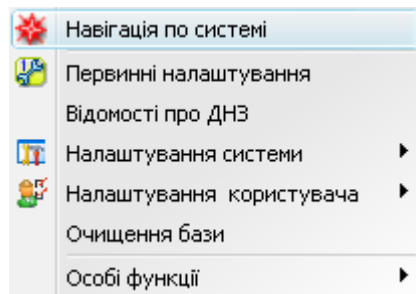 Навігація по системі
Первинні налаштування
Відомості про ДНЗ
Налаштування системи
Налаштування користувача
Очищення бази
Особі функції